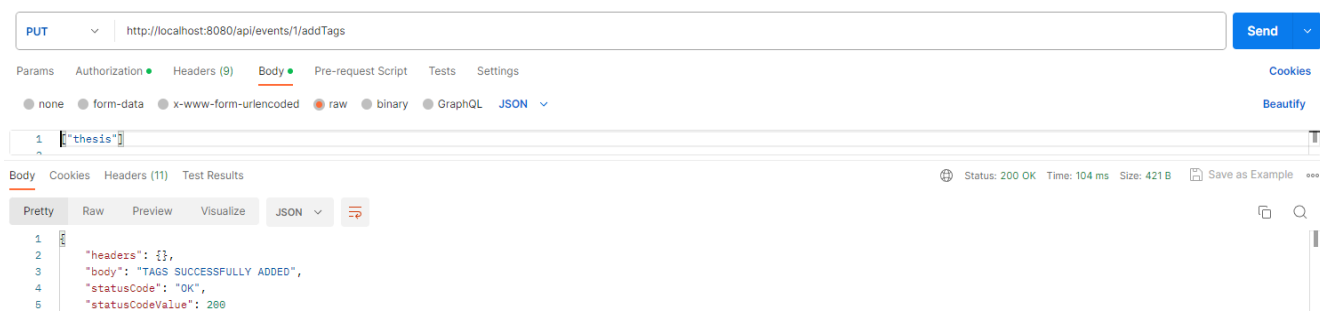 PUT http://localhost:8080/api/events/1/addTags Send
Params Authorization Headers (9) Body Pre-request Script Tests Settings Cookies
none form-data x-www-form-urlencoded raw binary GraphQL JSON Beautify
1 ["thesis"]
Body Cookies Headers (11) Test Results Status: 200 OK Time: 104 ms Size: 421 B Save as Example
Pretty Raw Preview Visualize JSON
1 {
2 "headers": {},
3 "body": "TAGS SUCCESSFULLY ADDED",
4 "statusCode": "OK",
5 "statusCodeValue": 200